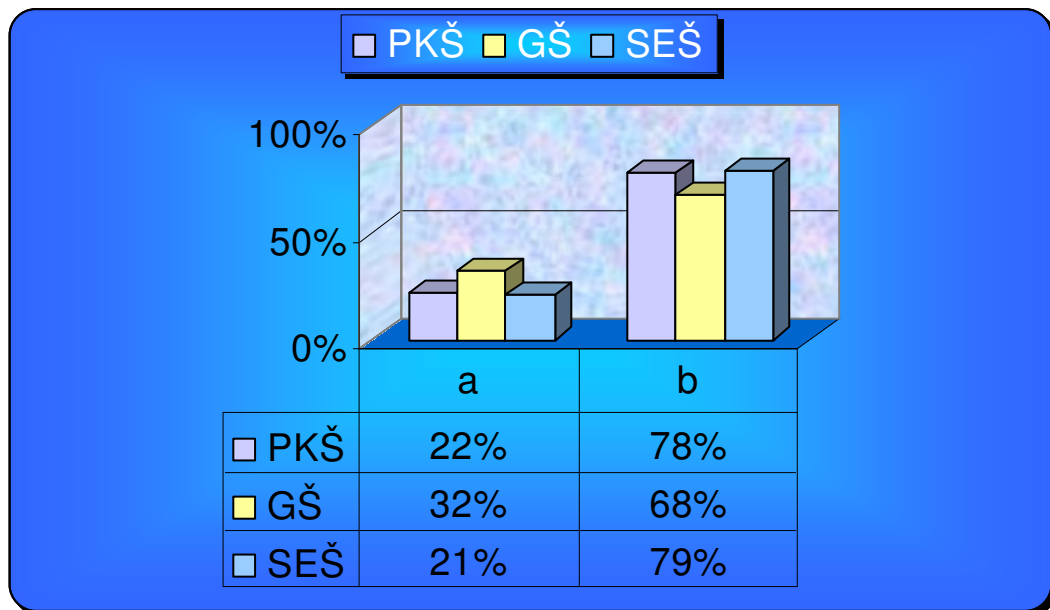 PKŠ GŠ SEŠ
100%
50%
0%
a b
PKŠ 22% 78%
GŠ 32% 68%
SEŠ 21% 79%